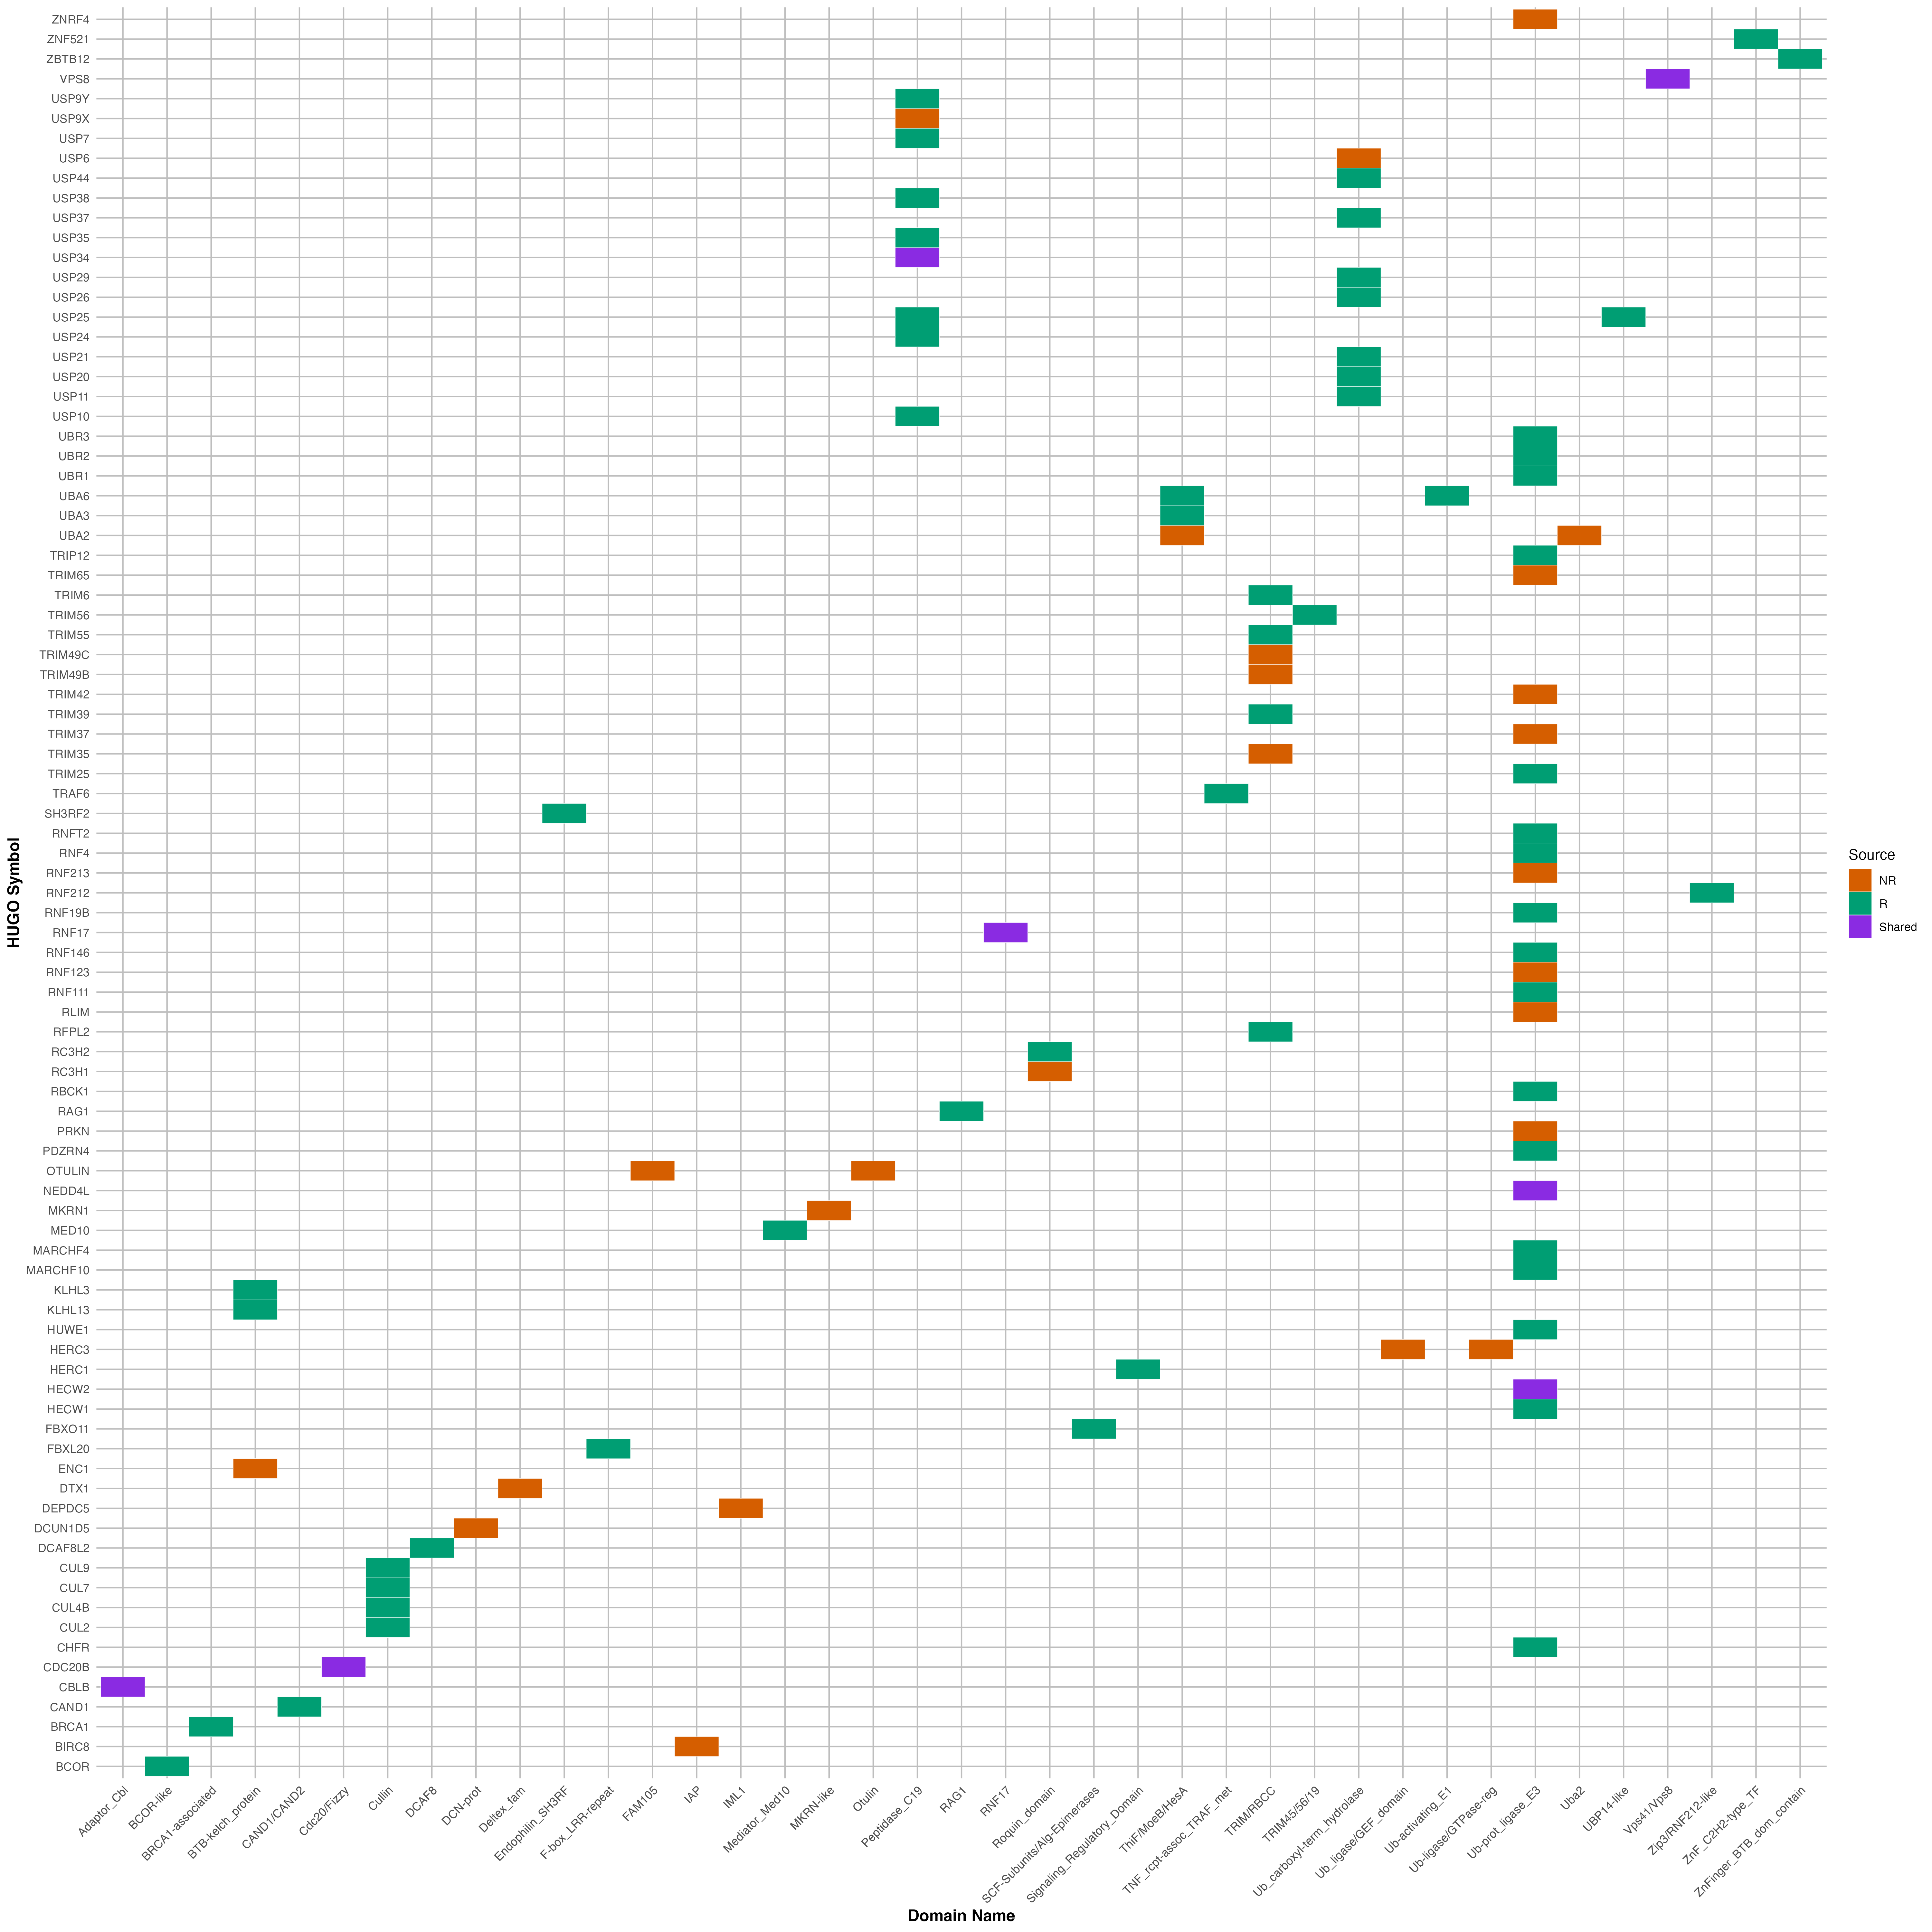 ZNRF4
ZNF521
ZBTB12
VPS8
USP9Y
USP9X
USP7
USP6
USP44
USP38
USP37
USP35
USP34
USP29
USP26
USP25
USP24
USP21
USP20
USP11
USP10
UBR3
UBR2
UBR1
UBA6
UBA3
UBA2
TRIP12
TRIM65
TRIM6
TRIM56
TRIM55
TRIM49C
TRIM49B
TRIM42
TRIM39
TRIM37
TRIM35
TRIM25
TRAF6
SH3RF2
RNFT2
RNF4
RNF213
RNF212
RNF19B
RNF17
RNF146
RNF123
RNF111
RLIM
RFPL2
RC3H2
RC3H1
RBCK1
RAG1
PRKN
PDZRN4
OTULIN
NEDD4L
MKRN1
MED10
MARCHF4
MARCHF10
KLHL3
KLHL13
HUWE1
HERC3
HERC1
HECW2
HECW1
FBXO11
FBXL20
ENC1
DTX1
DEPDC5
DCUN1D5
DCAF8L2
CUL9
CUL7
CUL4B
CUL2
CHFR
CDC20B
CBLB
CAND1
BRCA1
BIRC8
BCOR
HUGO Symbol
Adaptor_Cbl
BCOR-like
BRCA1-associated
BTB-kelch_protein
CAND1/CAND2
Cdc20/Fizzy
Cullin
DCAF8
DCN-prot
Deltex_fam
Endophilin_SH3RF
F-box_LRR-repeat
FAM105
IAP
IML1
Mediator_Med10
MKRN-like
Otulin
Peptidase_C19
RAG1
RNF17
Roquin_domain
SCF-Subunits/Alg-Epimerases
Signaling_Regulatory_Domain
ThiF/MoeB/HesA
TNF_rcpt-assoc_TRAF_met
TRIM/RBCC
TRIM45/56/19
Ub_carboxyl-term_hydrolase
Ub_ligase/GEF_domain
Ub-activating_E1
Ub-ligase/GTPase-reg
Ub-prot_ligase_E3
Uba2
UBP14-like
Vps41/Vps8
Zip3/RNF212-like
ZnF_C2H2-type_TF
ZnFinger_BTB_dom_contain
Domain Name
Source
NR
R
Shared